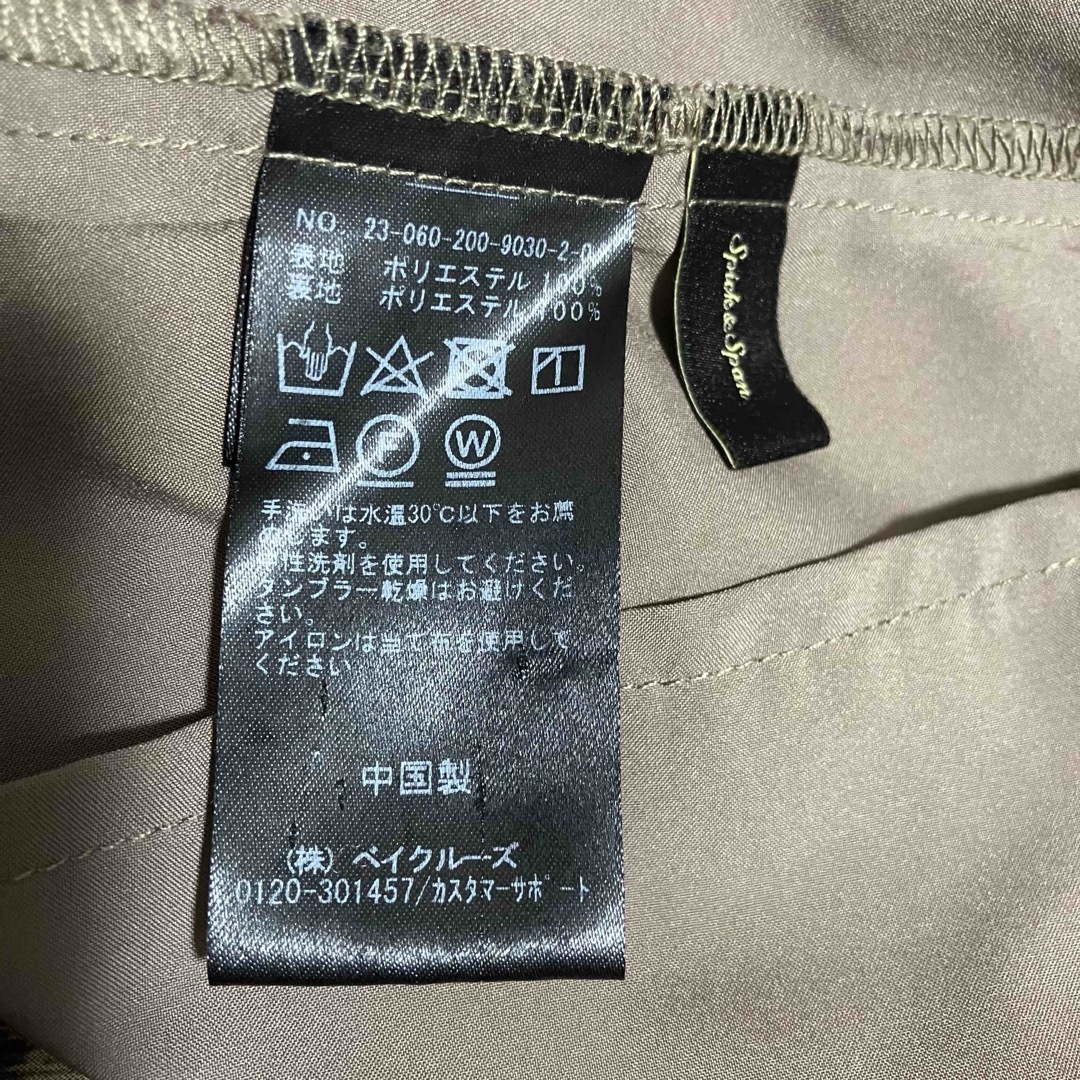 NO. 23-060-200-9030-2-0
表地 ポリエステル 100%
裏地 ポリエステル 100%
F
W
手洗いは水温30℃以下をお薦
めします。
中性洗剤を使用してください。
タンブラー乾燥はお避けくだ
さい。
アイロンは当て布を使用して
ください
中国製
(株)ベイクルーズ
0120-301457/カスタマーサポート
Spick & Span